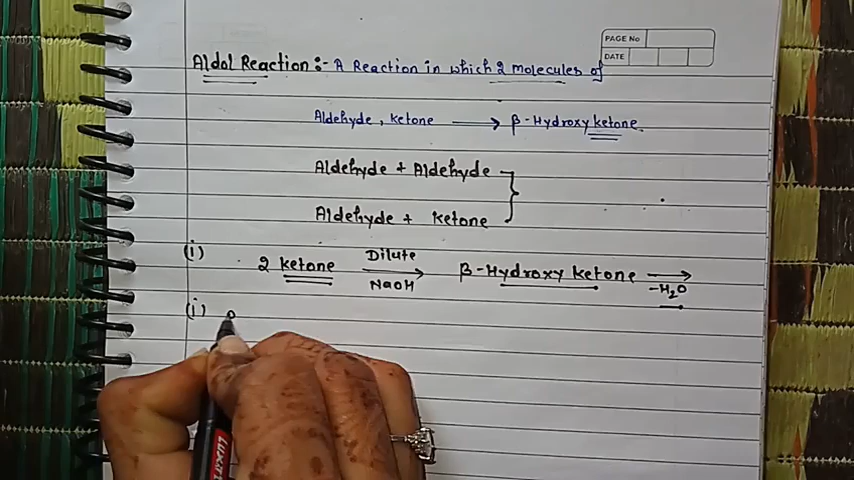 PAGE No
DATE
Aldol Reaction :- A Reaction in which 2 molecules of
Aldehyde, ketone → β-Hydroxy ketone.
Aldehyde + Aldehyde
Aldehyde + ketone
(i)
2 ketone Dilute NaOH → β-Hydroxy ketone → -H₂O
(i)